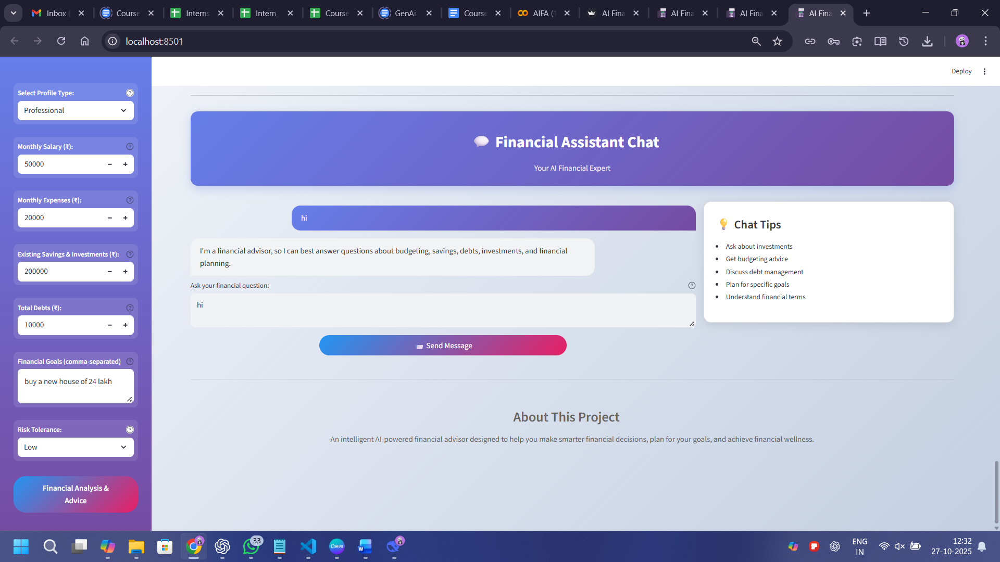 Inbox (
Course
Interns
Intern_
Course
GenAi
Course
AIFA (1
AI Fina
AI Fina
AI Fina
AI Fina
localhost:8501
Deploy
Select Profile Type:
Professional
Monthly Salary (₹):
50000
Monthly Expenses (₹):
20000
Existing Savings & Investments (₹):
200000
Total Debts (₹):
10000
Financial Goals (comma-separated)
buy a new house of 24 lakh
Risk Tolerance:
Low
Financial Analysis &
Advice
Financial Assistant Chat
Your AI Financial Expert
hi
I'm a financial advisor, so I can best answer questions about budgeting, savings, debts, investments, and financial
planning.
Ask your financial question:
hi
Send Message
Chat Tips
Ask about investments
Get budgeting advice
Discuss debt management
Plan for specific goals
Understand financial terms
About This Project
An intelligent AI-powered financial advisor designed to help you make smarter financial decisions, plan for your goals, and achieve financial wellness.
33
Canva
W
ENG
IN
12:32
27-10-2025